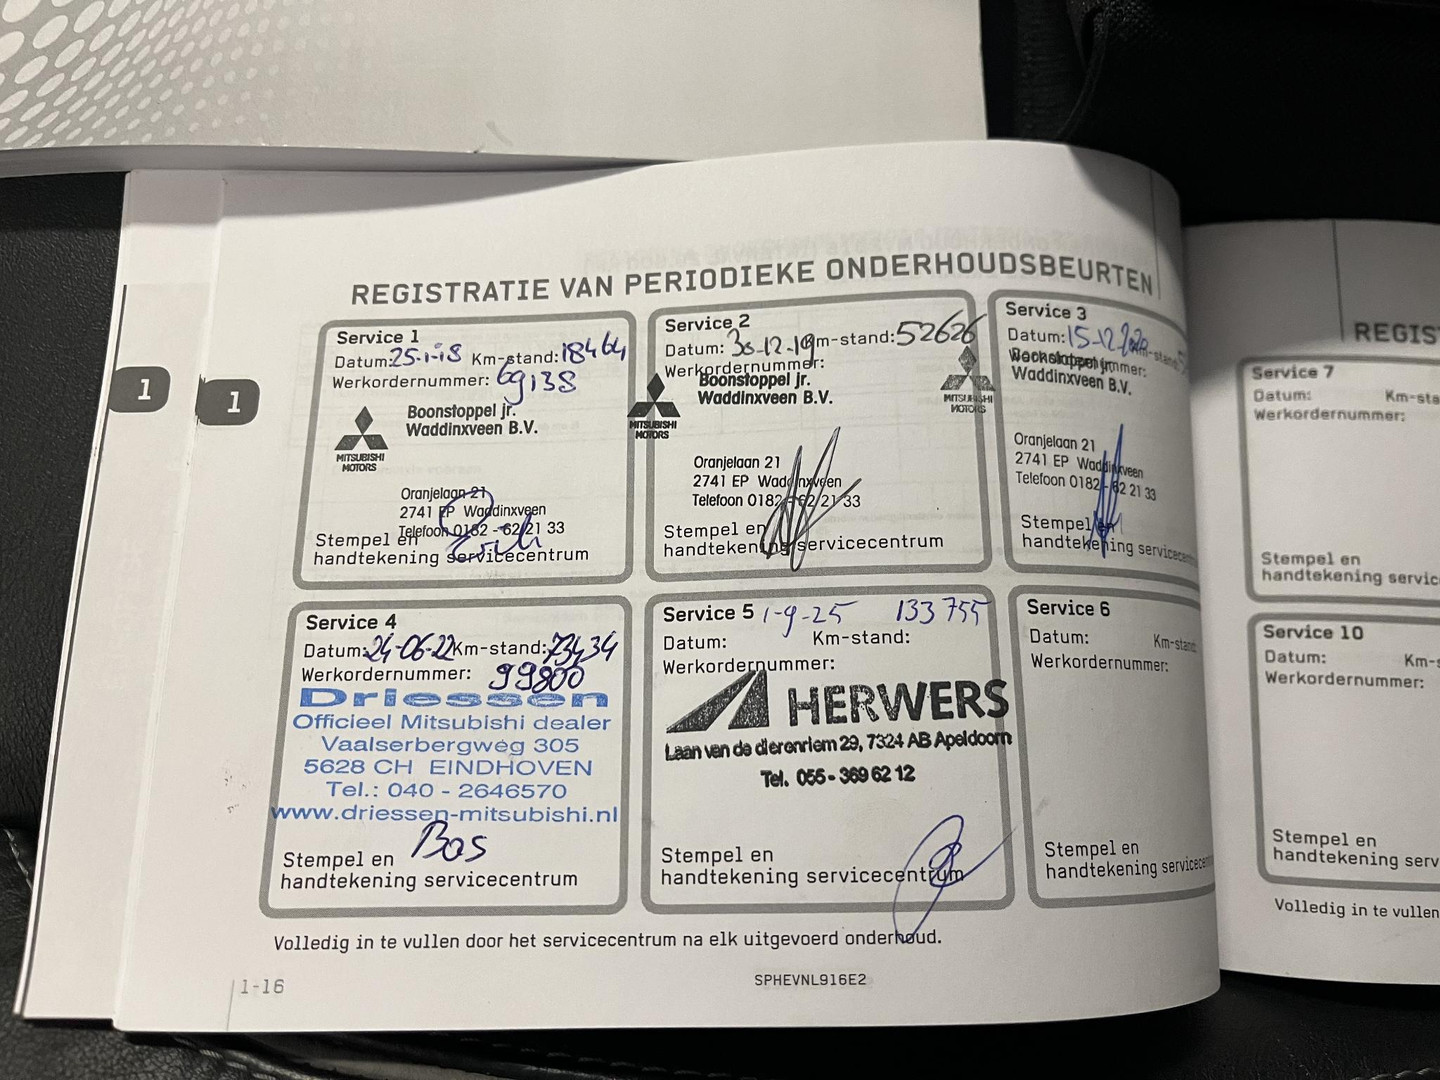 REGISTRATIE VAN PERIODIEKE ONDERHOUDSBEURTEN
1
1
Service 1
Datum: 25-1-18 Km-stand: 18464
Werkordernummer: 69138
MITSUBISHI
MOTORS
Boonstoppel jr.
Waddinxveen B.V.
Oranjelaan 21
2741 EP Waddinxveen
Telefoon 0182 - 62 21 33
Stempel en
handtekening servicecentrum
Service 2
Datum: 30-12-19 Km-stand: 52626
Werkordernummer:
MITSUBISHI
MOTORS
Boonstoppel jr.
Waddinxveen B.V.
Oranjelaan 21
2741 EP Waddinxveen
Telefoon 0182 - 62 21 33
Stempel en
handtekening servicecentrum
Service 3
Datum: 15-12-2020 Km-stand:
Werkordernummer:
MITSUBISHI
MOTORS
Boonstoppel jr.
Waddinxveen B.V.
Oranjelaan 21
2741 EP Waddinxveen
Telefoon 0182 - 62 21 33
Stempel en
handtekening servicecen
Service 4
Datum: 24-06-22 Km-stand: 73434
Werkordernummer: 99800
Driessen
Officieel Mitsubishi dealer
Vaalserbergweg 305
5628 CH EINDHOVEN
Tel.: 040 - 2646570
www.driessen-mitsubishi.nl
Bas
Stempel en
handtekening servicecentrum
Service 5 1-9-25 133755
Datum: Km-stand:
Werkordernummer:
HERWERS
Laan van de dierenriem 29, 7324 AB Apeldoorn
Tel. 055 - 369 62 12
Stempel en
handtekening servicecentrum
Service 6
Datum: Km-stand
Werkordernummer:
Stempel en
handtekening servicecen
Volledig in te vullen door het servicecentrum na elk uitgevoerd onderhoud.
1-16
SPHEVNL916E2
REGIS
Service 7
Datum: Km-sta
Werkordernummer:
Stempel en
handtekening servic
Service 10
Datum: Km-s
Werkordernummer:
Stempel en
handtekening serv
Volledig in te vullen